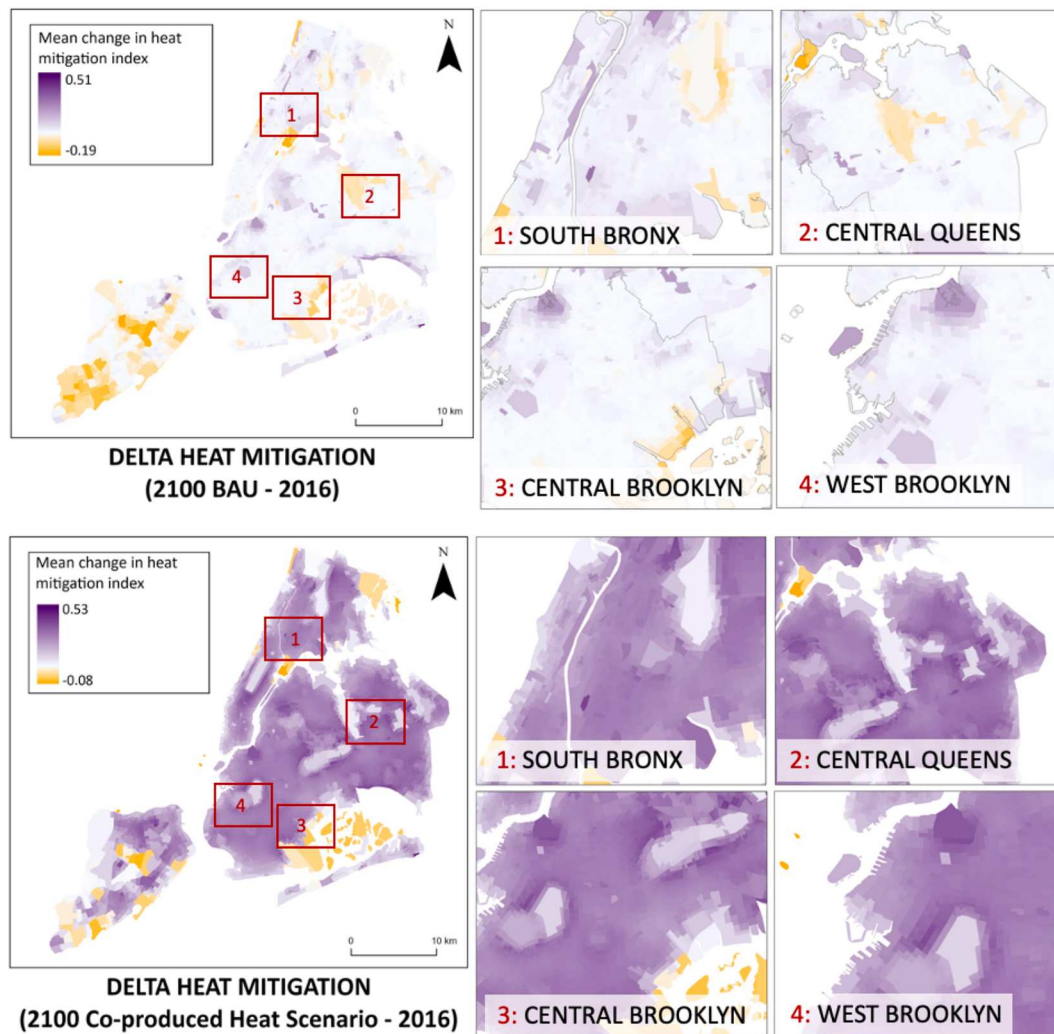 Mean change in heat
mitigation index
0.51
-0.19
N
1
2
3
4
0
10 km
DELTA HEAT MITIGATION
(2100 BAU - 2016)
1: SOUTH BRONX
2: CENTRAL QUEENS
3: CENTRAL BROOKLYN
4: WEST BROOKLYN
Mean change in heat
mitigation index
0.53
-0.08
N
1
2
4
3
0
10 km
DELTA HEAT MITIGATION
(2100 Co-produced Heat Scenario - 2016)
1: SOUTH BRONX
2: CENTRAL QUEENS
3: CENTRAL BROOKLYN
4: WEST BROOKLYN